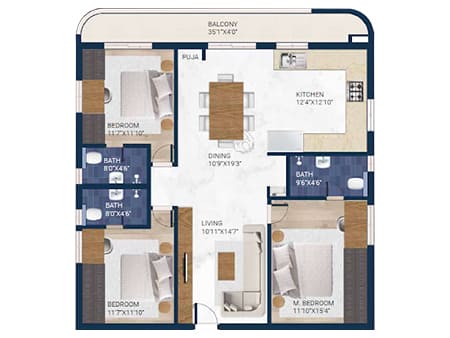 BALCONY
35'1"X4'0"
PUJA
KITCHEN
12'4"X12'10"
BEDROOM
11'7"X11'10"
DINING
10'9"X19'3"
BATH
8'0"X4'6"
BATH
9'6"X4'6"
BATH
8'0"X4'6"
LIVING
10'11"X14'7"
BEDROOM
11'7"X11'10"
M. BEDROOM
11'10"X15'4"